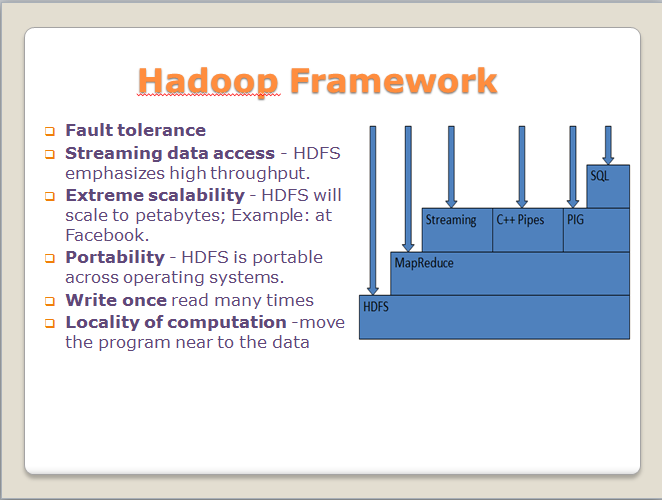 Hadoop Framework
Fault tolerance
Streaming data access - HDFS
emphasizes high throughput.
Extreme scalability - HDFS will
scale to petabytes; Example: at
Facebook.
Portability - HDFS is portable
across operating systems.
Write once read many times
Locality of computation -move
the program near to the data
SQL
Streaming
C++ Pipes
PIG
MapReduce
HDFS